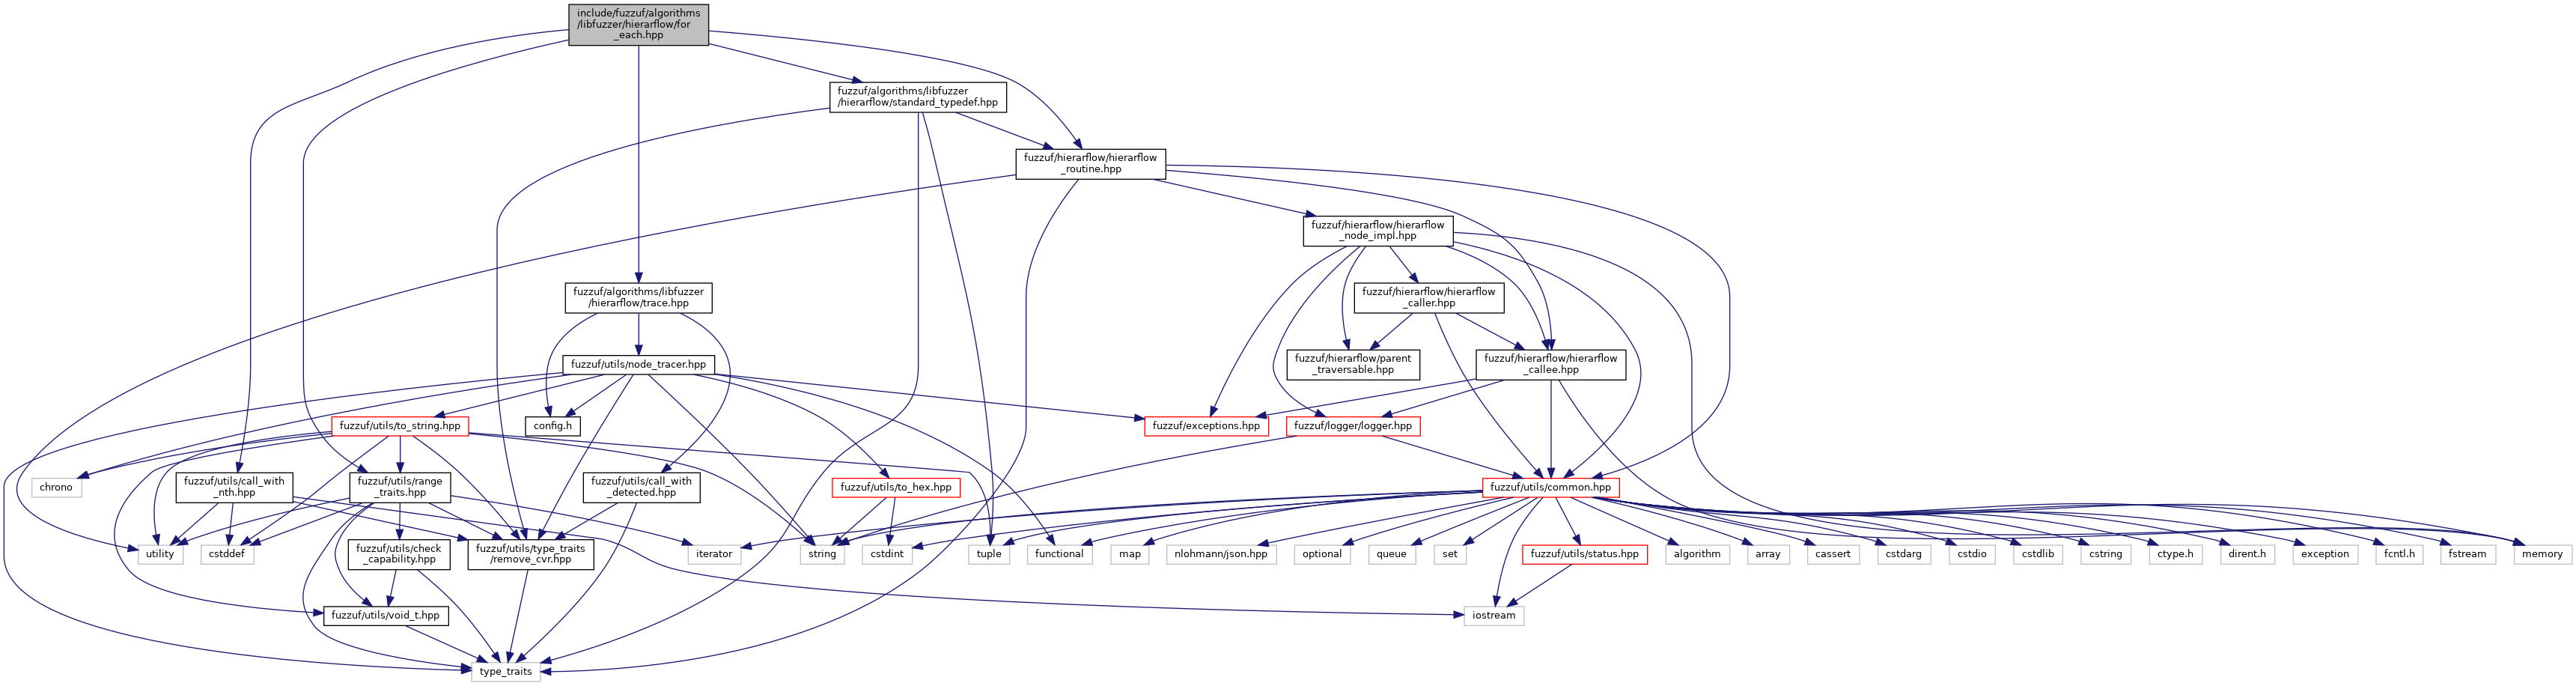 include/fuzzuf/algorithms
/libfuzzer/hierarflow/for
_each.hpp
fuzzuf/algorithms/libfuzzer
/hierarflow/standard_typedef.hpp
fuzzuf/hierarflow/hierarflow
_routine.hpp
fuzzuf/hierarflow/hierarflow
_node_impl.hpp
fuzzuf/algorithms/libfuzzer
/hierarflow/trace.hpp
fuzzuf/hierarflow/hierarflow
_caller.hpp
fuzzuf/utils/node_tracer.hpp
fuzzuf/hierarflow/parent
_traversable.hpp
fuzzuf/hierarflow/hierarflow
_callee.hpp
fuzzuf/utils/to_string.hpp
config.h
fuzzuf/exceptions.hpp
fuzzuf/logger/logger.hpp
chrono
fuzzuf/utils/call_with
_nth.hpp
fuzzuf/utils/range
_traits.hpp
fuzzuf/utils/call_with
_detected.hpp
fuzzuf/utils/to_hex.hpp
fuzzuf/utils/common.hpp
utility
cstddef
fuzzuf/utils/check
_capability.hpp
fuzzuf/utils/type_traits
/remove_cvr.hpp
iterator
string
cstdint
tuple
functional
map
nlohmann/json.hpp
optional
queue
set
fuzzuf/utils/status.hpp
algorithm
array
cassert
cstdarg
cstdio
cstdlib
cstring
ctype.h
dirent.h
exception
fcntl.h
fstream
memory
fuzzuf/utils/void_t.hpp
iostream
type_traits